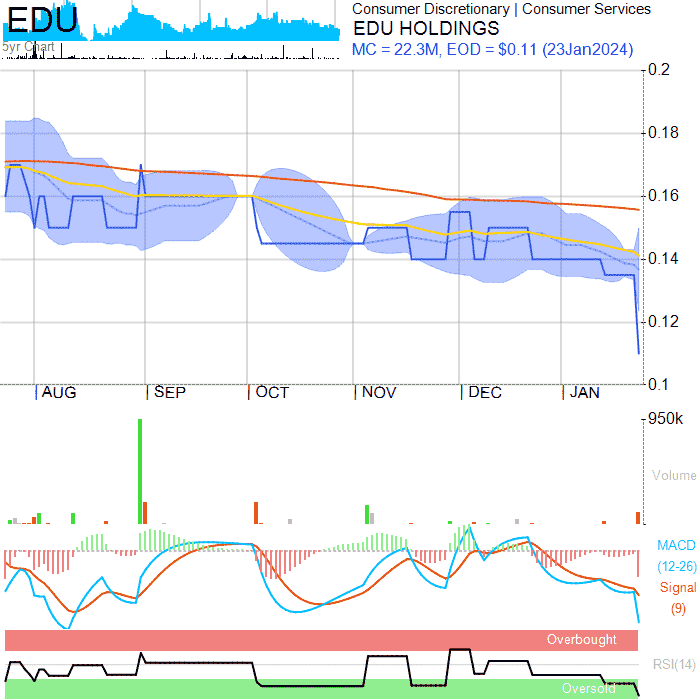 EDU
5yr Chart
Consumer Discretionary | Consumer Services
EDU HOLDINGS
MC = 22.3M, EOD = $0.11 (23Jan2024)
0.2
0.18
0.16
0.14
0.12
0.1
AUG
SEP
OCT
NOV
DEC
JAN
950k
Volume
MACD
(12-26)
Signal
(9)
Overbought
RSI(14)
Oversold